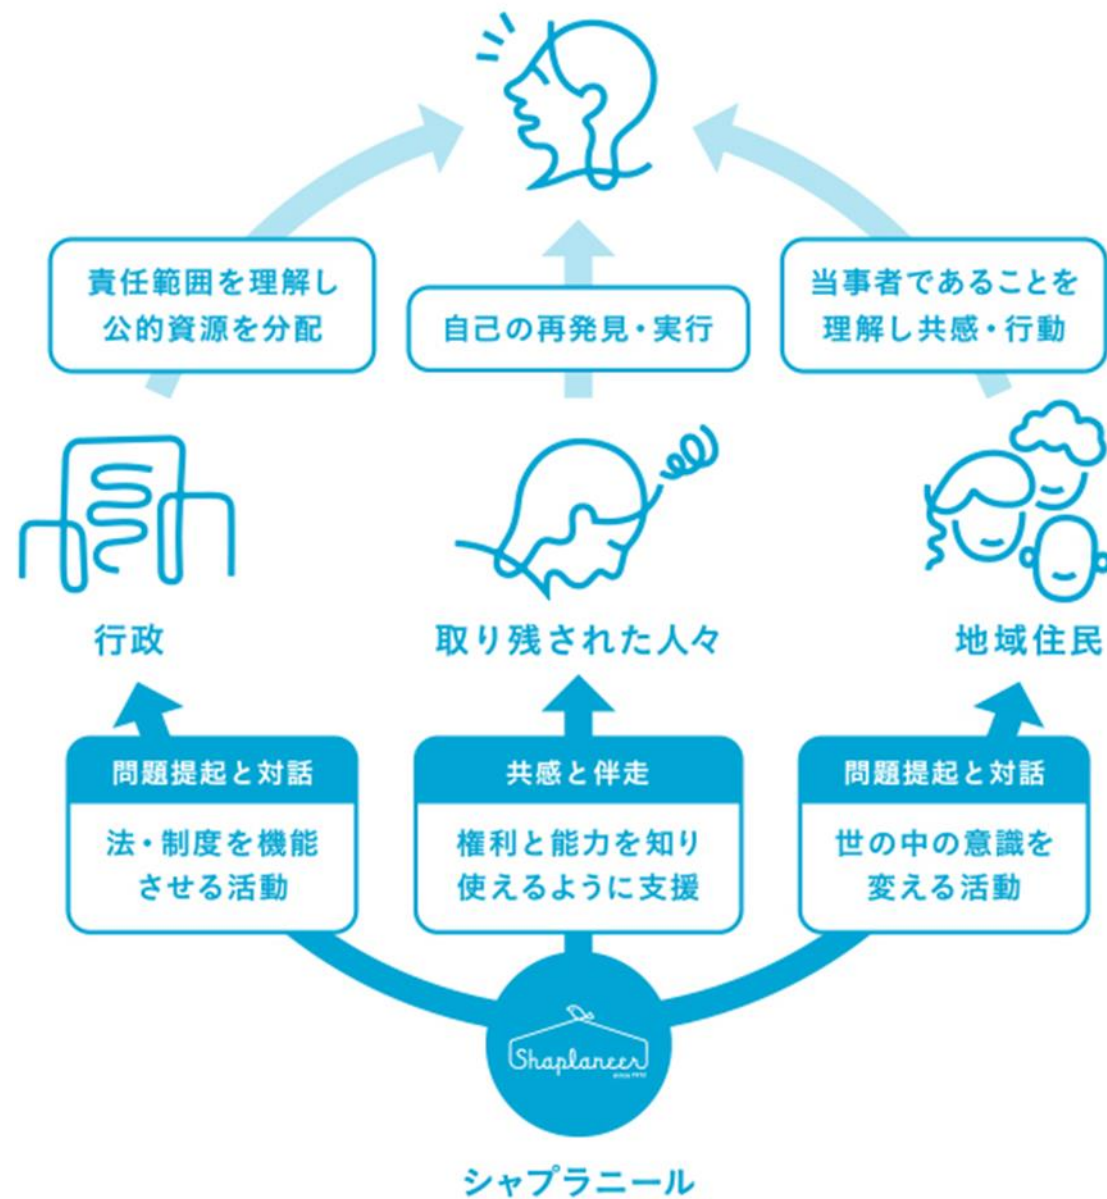 責任範囲を理解し
公的資源を分配
自己の再発見・実行
当事者であることを
理解し共感・行動
行政
取り残された人々
地域住民
問題提起と対話
法・制度を機能
させる活動
共感と伴走
権利と能力を知り
使えるように支援
問題提起と対話
世の中の意識を
変える活動
Shaplaneer
シャプラニール